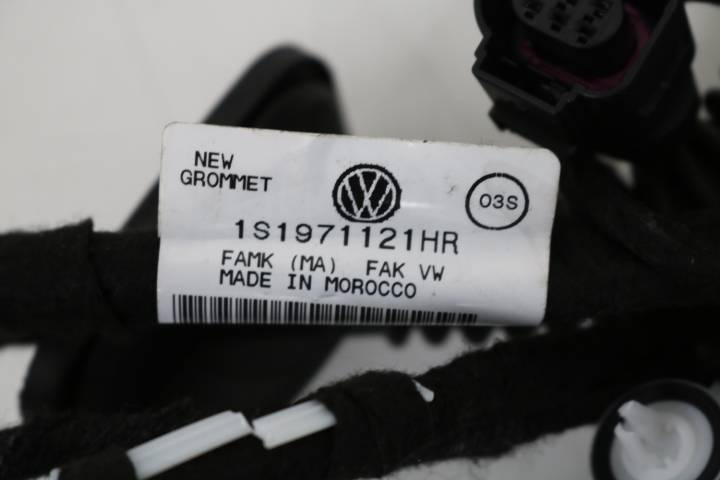 NEW
GROMMET
03S
1S1971121HR
FAMK (MA) FAK VW
MADE IN MOROCCO